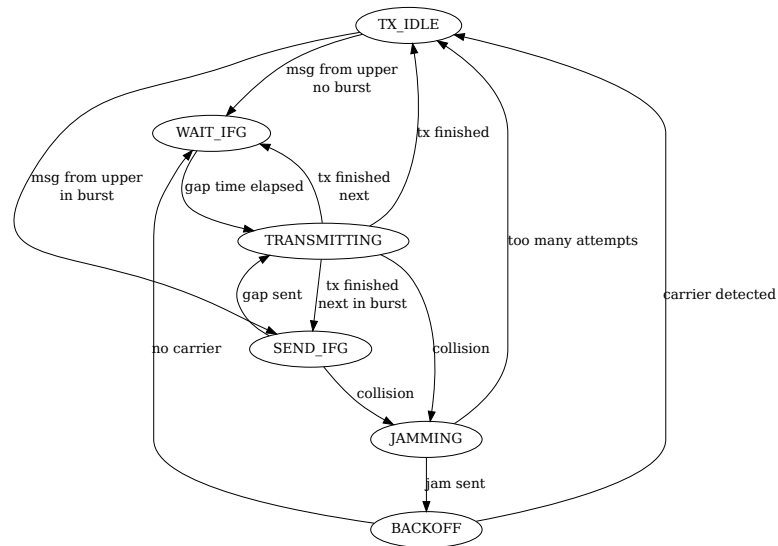 TX_IDLE
msg from upper
no burst
WAIT_IFG
tx finished
msg from upper
in burst
gap time elapsed
tx finished
next
TRANSMITTING
too many attempts
gap sent
tx finished
next in burst
carrier detected
no carrier
SEND_IFG
collision
collision
JAMMING
jam sent
BACKOFF